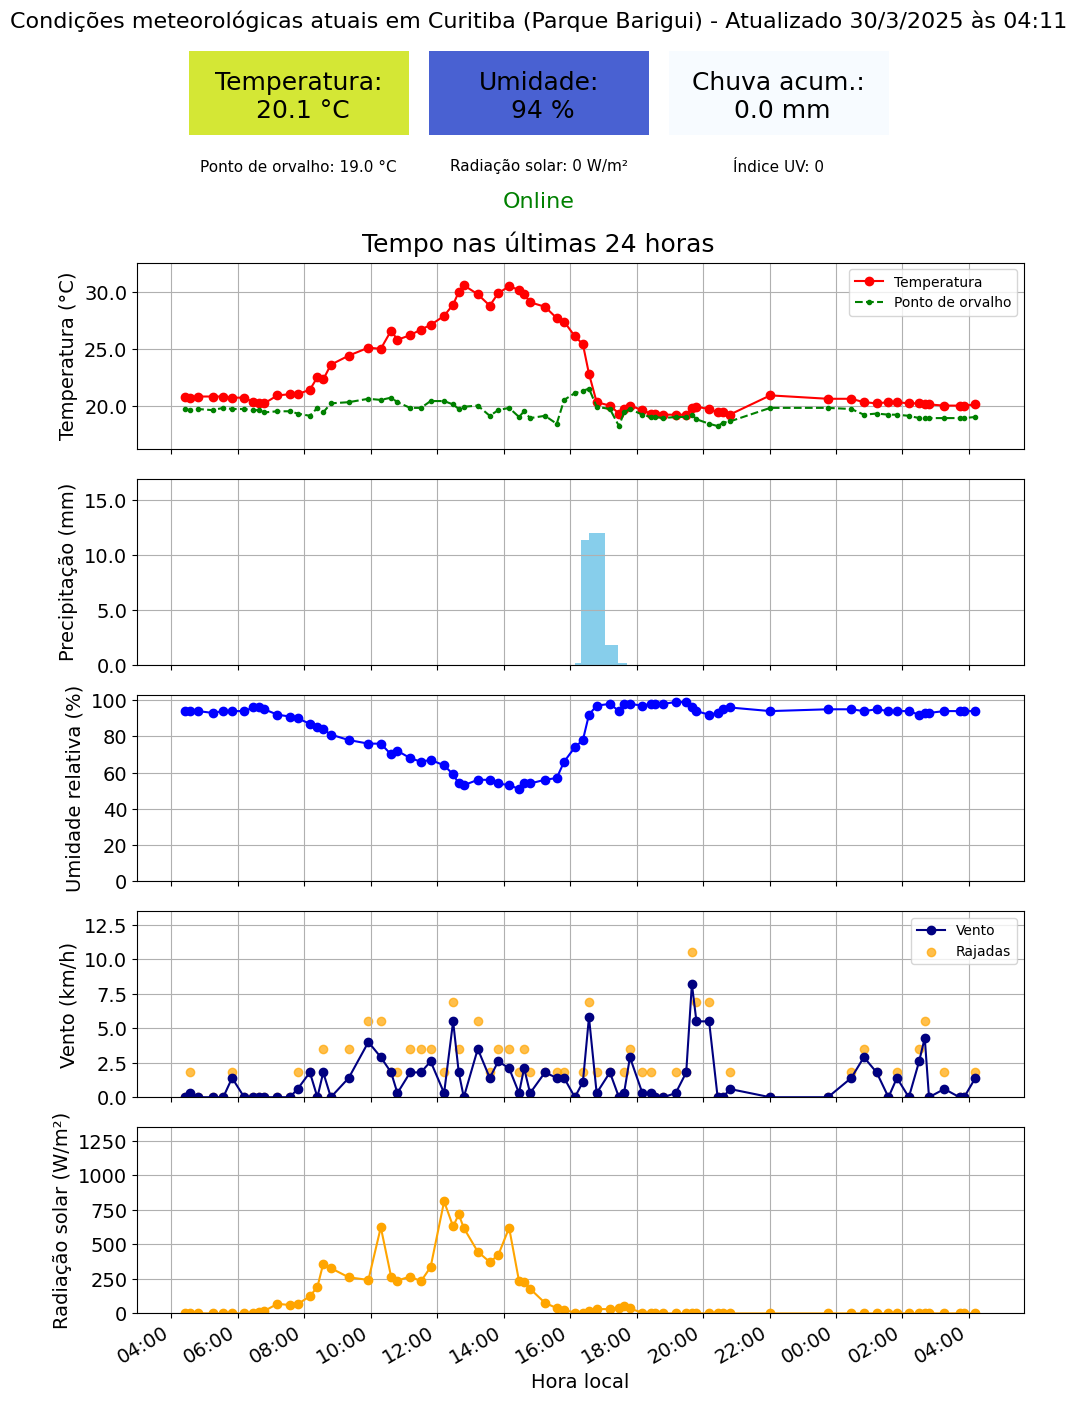 Condições meteorológicas atuais em Curitiba (Parque Barigui) - Atualizado 30/3/2025 às 04:11
Temperatura:
20.1 °C
Umidade:
94 %
Chuva acum.:
0.0 mm
Ponto de orvalho: 19.0 °C
Radiação solar: 0 W/m²
Índice UV: 0
Online
Tempo nas últimas 24 horas
Temperatura (°C)
30.0
25.0
20.0
Temperatura
Ponto de orvalho
Precipitação (mm)
15.0
10.0
5.0
0.0
Umidade relativa (%)
100
80
60
40
20
0
Vento (km/h)
12.5
10.0
7.5
5.0
2.5
0.0
Vento
Rajadas
Radiação solar (W/m²)
1250
1000
750
500
250
0
04:00
06:00
08:00
10:00
12:00
14:00
16:00
18:00
20:00
22:00
00:00
02:00
04:00
Hora local